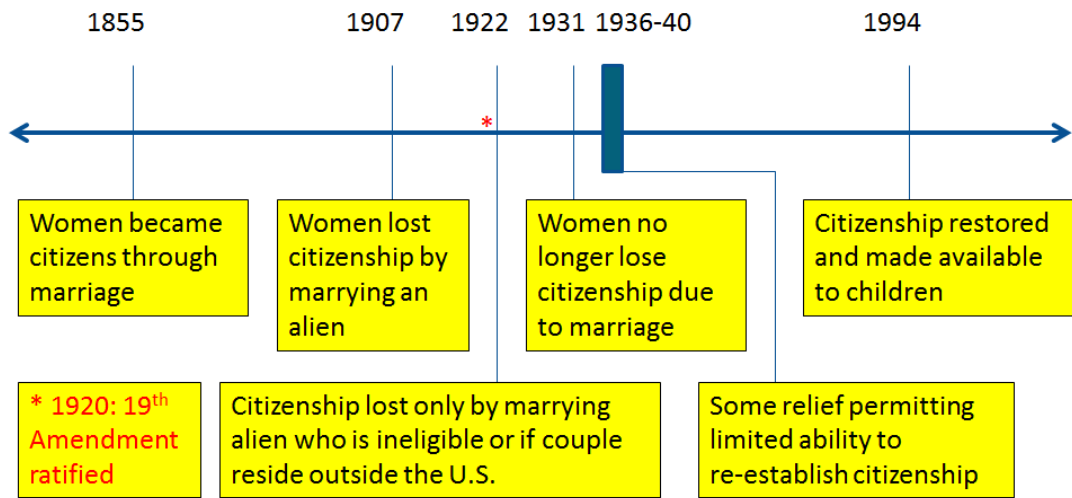 1855 1907 1922 1931 1936-40 1994
*
Women became
citizens through
marriage
Women lost
citizenship by
marrying an
alien
Women no
longer lose
citizenship due
to marriage
Citizenship restored
and made available
to children
* 1920: 19th
Amendment
ratified
Citizenship lost only by marrying
alien who is ineligible or if couple
reside outside the U.S.
Some relief permitting
limited ability to
re-establish citizenship